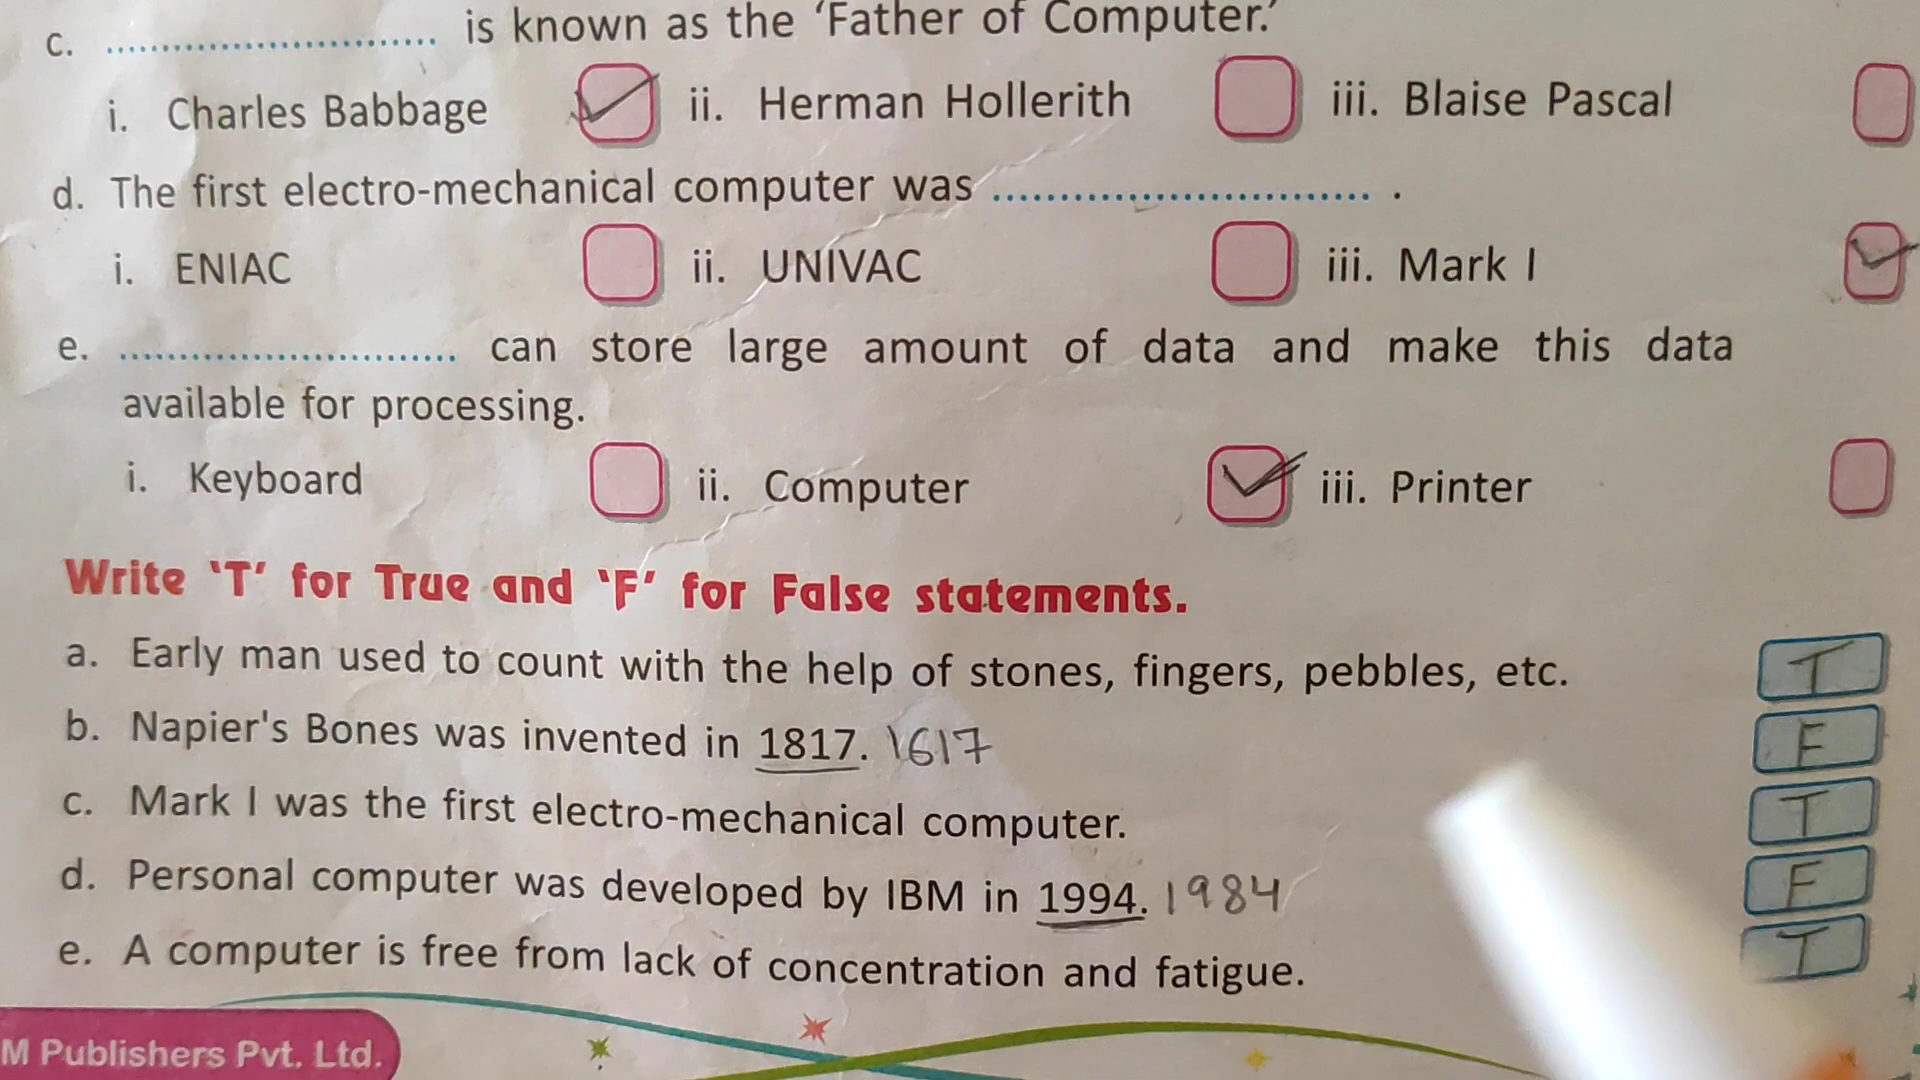 c. ............................ is known as the ‘Father of Computer.’
i. Charles Babbage ii. Herman Hollerith iii. Blaise Pascal
d. The first electro-mechanical computer was ............................ .
i. ENIAC ii. UNIVAC iii. Mark I
e. ............................ can store large amount of data and make this data
available for processing.
i. Keyboard ii. Computer iii. Printer
Write ‘T’ for True and ‘F’ for False statements.
a. Early man used to count with the help of stones, fingers, pebbles, etc. T
b. Napier's Bones was invented in 1817. 1617 F
c. Mark I was the first electro-mechanical computer. T
d. Personal computer was developed by IBM in 1994. 1984 F
e. A computer is free from lack of concentration and fatigue. T
M Publishers Pvt. Ltd.